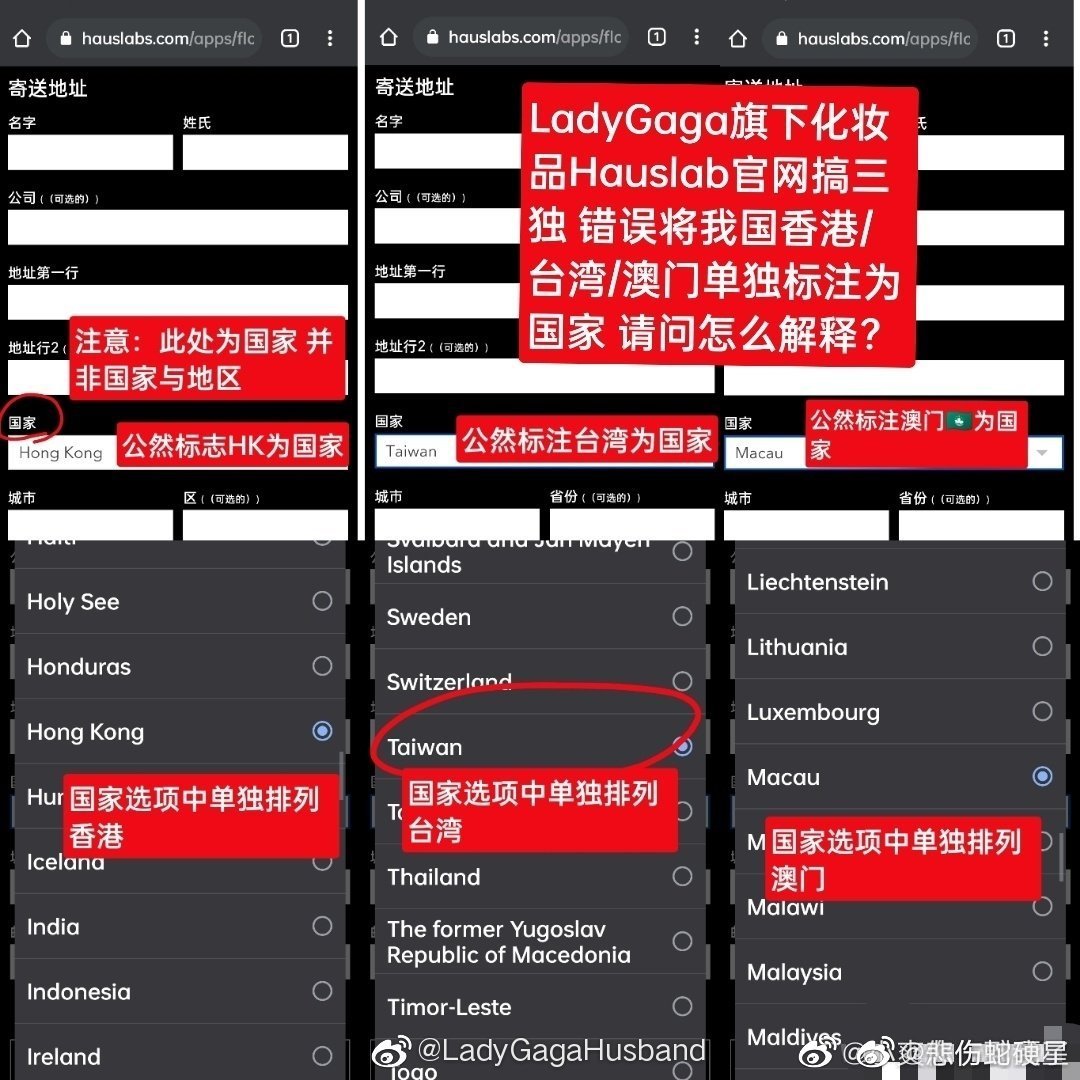 hauslabs.com/apps/flc
1
寄送地址
名字
姓氏
公司（（可选的））
地址第一行
地址行2（
注意：此处为国家 并
非国家与地区
国家
Hong Kong
公然标志HK为国家
城市
区（（可选的））
Haiti
Holy See
Honduras
Hong Kong
国家选项中单独排列
香港
Iceland
India
Indonesia
Ireland
hauslabs.com/apps/flc
1
寄送地址
名字
公司（（可选的））
地址第一行
地址行2（（可选的））
国家
Taiwan
公然标注台湾为国家
城市
省份（（可选的））
Svalbard and Jan Mayen
Islands
Sweden
Switzerland
Taiwan
国家选项中单独排列
台湾
Thailand
The former Yugoslav
Republic of Macedonia
Timor-Leste
Togo
@LadyGagaHusband
hauslabs.com/apps/flc
1
寄送地址
LadyGaga旗下化妆
品Hauslab官网搞三
独 错误将我国香港/
台湾/澳门单独标注为
国家 请问怎么解释？
氏
国家
Macau
公然标注澳门🇲🇴为国
家
城市
省份（（可选的））
Liechtenstein
Lithuania
Luxembourg
Macau
国家选项中单独排列
澳门
Malawi
Malaysia
Maldives
@悲伤蛇硕星